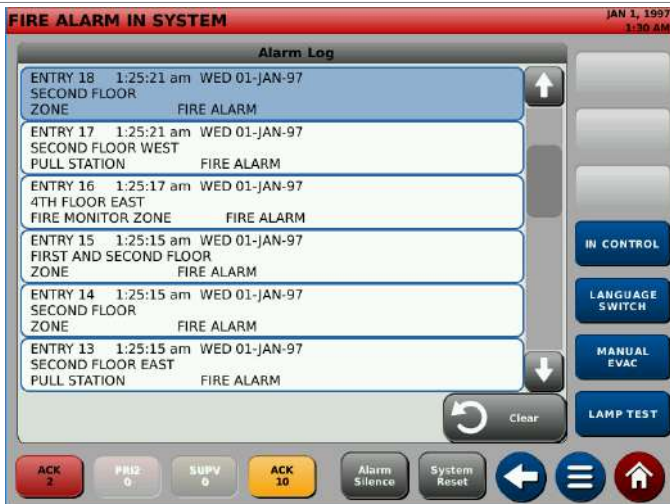 FIRE ALARM IN SYSTEM
JAN 1, 1997
1:30 AM
Alarm Log
ENTRY 18 1:25:21 am WED 01-JAN-97
SECOND FLOOR
ZONE FIRE ALARM
ENTRY 17 1:25:21 am WED 01-JAN-97
SECOND FLOOR WEST
PULL STATION FIRE ALARM
ENTRY 16 1:25:17 am WED 01-JAN-97
4TH FLOOR EAST
FIRE MONITOR ZONE FIRE ALARM
ENTRY 15 1:25:15 am WED 01-JAN-97
FIRST AND SECOND FLOOR
ZONE FIRE ALARM
ENTRY 14 1:25:15 am WED 01-JAN-97
SECOND FLOOR
ZONE FIRE ALARM
ENTRY 13 1:25:15 am WED 01-JAN-97
SECOND FLOOR EAST
PULL STATION FIRE ALARM
Clear
IN CONTROL
LANGUAGE
SWITCH
MANUAL
EVAC
LAMP TEST
ACK
2
PRI2
0
SUPV
0
ACK
10
Alarm
Silence
System
Reset